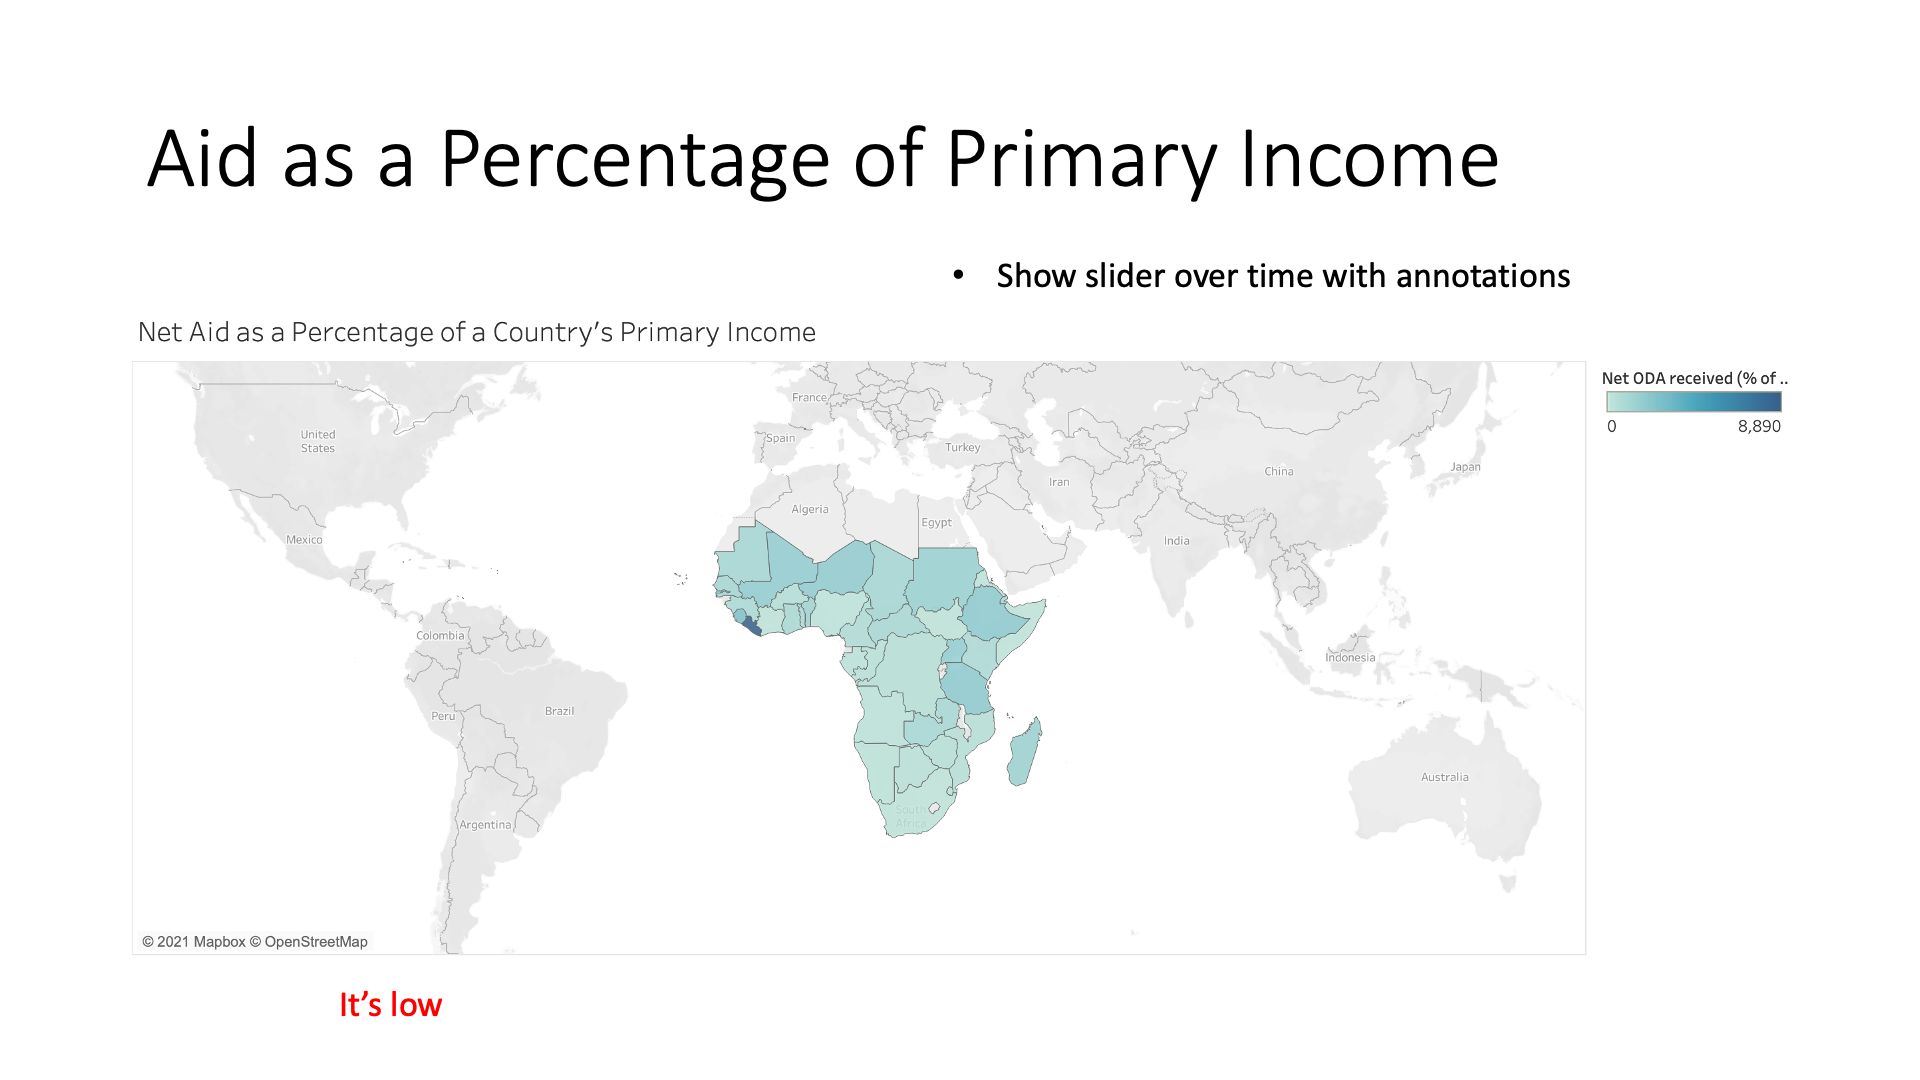 Aid as a Percentage of Primary Income
• Show slider over time with annotations
Net Aid as a Percentage of a Country's Primary Income
Net ODA received (% of ..
0
8,890
France
Spain
Turkey
United
States
China
Japan
Iran
Algeria
Egypt
Mexico
India
Colombia
Indonesia
Peru
Brazil
Australia
South
Africa
Argentina
© 2021 Mapbox © OpenStreetMap
It's low